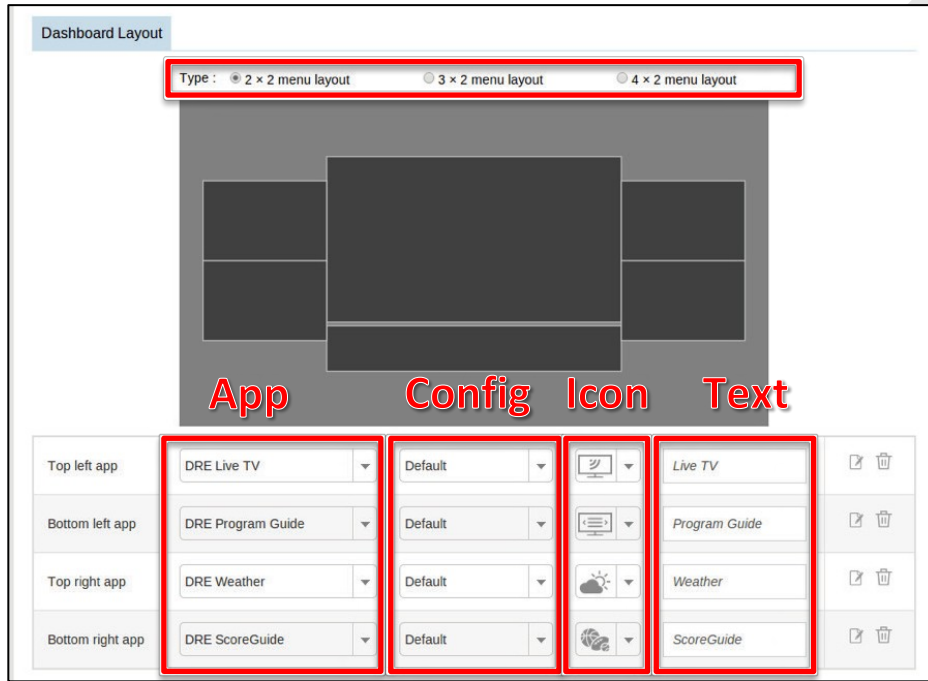 Dashboard Layout
Type : 2 × 2 menu layout 3 × 2 menu layout 4 × 2 menu layout
App Config Icon Text
Top left app DRE Live TV Default Live TV
Bottom left app DRE Program Guide Default Program Guide
Top right app DRE Weather Default Weather
Bottom right app DRE ScoreGuide Default ScoreGuide